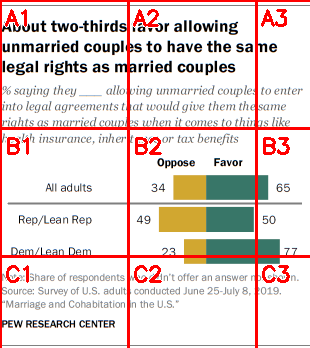 A1 A2 A3
About two-thirds favor allowing
unmarried couples to have the same
legal rights as married couples
% saying they ___ allowing unmarried couples to enter
into legal agreements that would give them the same
rights as married couples when it comes to things like
health insurance, inheritance or tax benefits
B1 B2 B3
Oppose Favor
All adults 34 65
Rep/Lean Rep 49 50
Dem/Lean Dem 23 77
C1 C2 C3
Note: Share of respondents who didn't offer an answer not shown.
Source: Survey of U.S. adults conducted June 25-July 8, 2019.
“Marriage and Cohabitation in the U.S.”
PEW RESEARCH CENTER